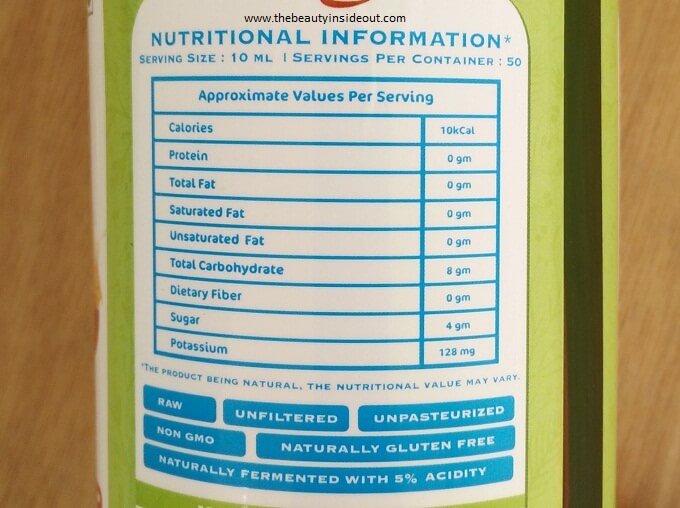 www.thebeautyinsideout.com
NUTRITIONAL INFORMATION*
SERVING SIZE : 10 ML | SERVINGS PER CONTAINER : 50
Approximate Values Per Serving
Calories 10kCal
Protein 0 gm
Total Fat 0 gm
Saturated Fat 0 gm
Unsaturated Fat 0 gm
Total Carbohydrate 8 gm
Dietary Fiber 0 gm
Sugar 4 gm
Potassium 128 mg
*THE PRODUCT BEING NATURAL, THE NUTRITIONAL VALUE MAY VARY.
RAW UNFILTERED UNPASTEURIZED
NON GMO NATURALLY GLUTEN FREE
NATURALLY FERMENTED WITH 5% ACIDITY